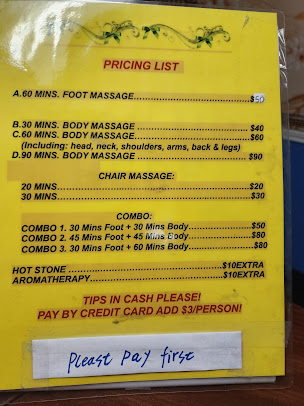 PRICING LIST
A.60 MINS. FOOT MASSAGE.....................................$50
B.30 MINS. BODY MASSAGE .....................................$40
C.60 MINS. BODY MASSAGE.....................................$60
(Including: head, neck, shoulders, arms, back & legs)
D.90 MINS. BODY MASSAGE .....................................$90
CHAIR MASSAGE:
20 MINS............................................................$20
30 MINS............................................................$30
COMBO:
COMBO 1. 30 Mins Foot + 30 Mins Body......................$50
COMBO 2. 45 Mins Foot + 45 Mins Body......................$80
COMBO 3. 30 Mins Foot + 60 Mins Body.......................$80
HOT STONE .................................................$10EXTRA
AROMATHERAPY..........................................$10EXTRA
TIPS IN CASH PLEASE!
PAY BY CREDIT CARD ADD $3/PERSON!
Pleast pay first